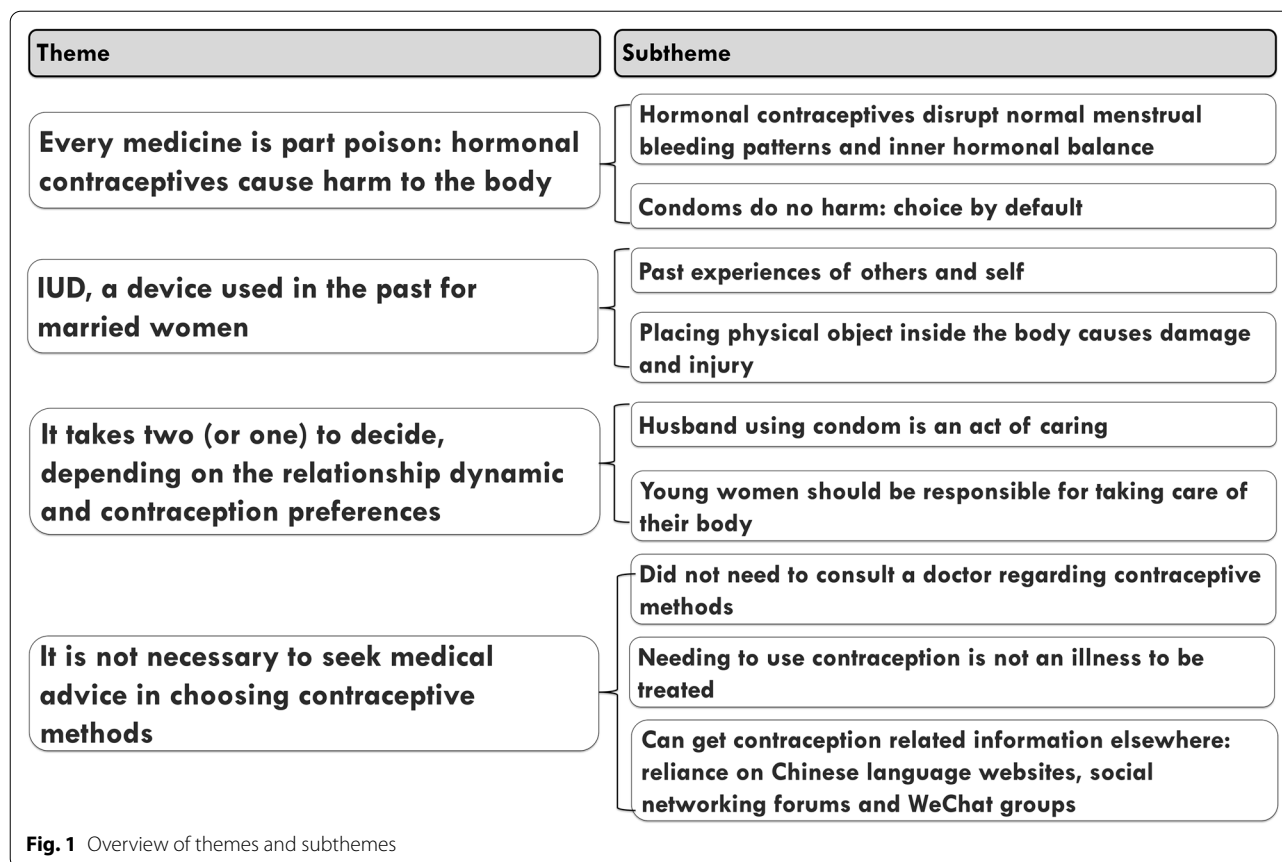 Theme
Subtheme
Every medicine is part poison: hormonal
contraceptives cause harm to the body
Hormonal contraceptives disrupt normal menstrual
bleeding patterns and inner hormonal balance
Condoms do no harm: choice by default
IUD, a device used in the past for
married women
Past experiences of others and self
Placing physical object inside the body causes damage
and injury
It takes two (or one) to decide,
depending on the relationship dynamic
and contraception preferences
Husband using condom is an act of caring
Young women should be responsible for taking care of
their body
It is not necessary to seek medical
advice in choosing contraceptive
methods
Did not need to consult a doctor regarding contraceptive
methods
Needing to use contraception is not an illness to be
treated
Can get contraception related information elsewhere:
reliance on Chinese language websites, social
networking forums and WeChat groups
Fig. 1 Overview of themes and subthemes